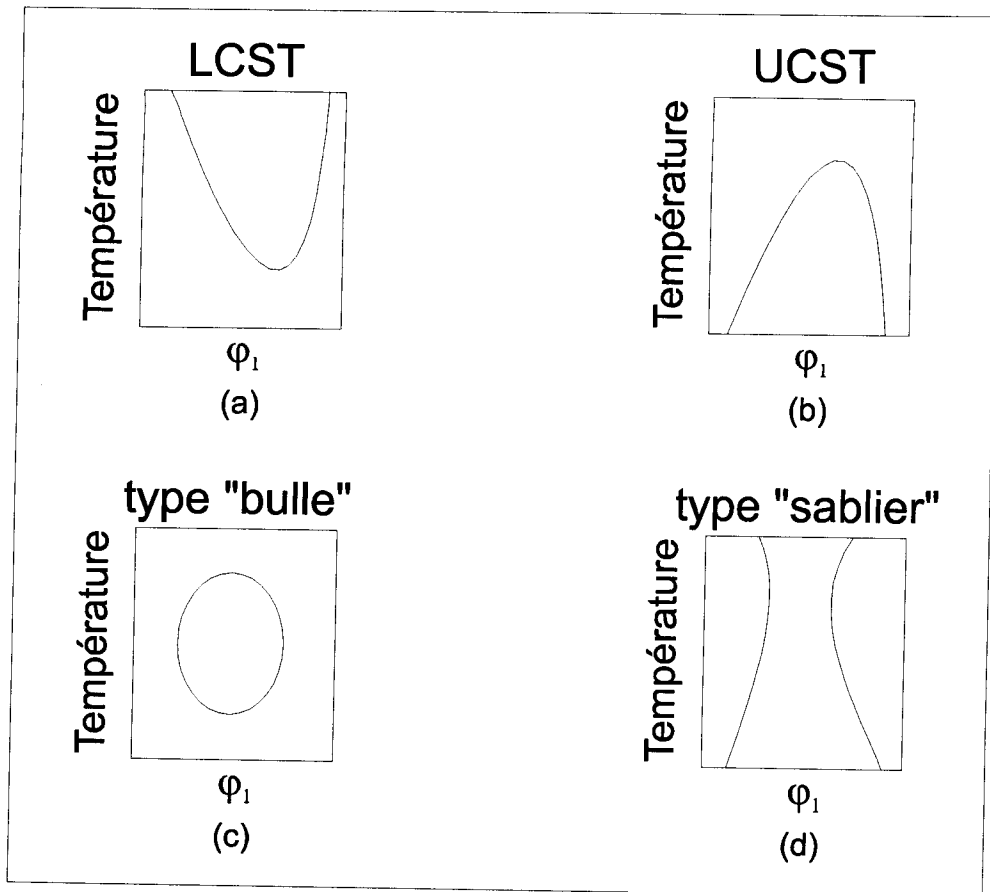 LCST
Température
φ₁
(a)
UCST
Température
φ₁
(b)
type "bulle"
Température
φ₁
(c)
type "sablier"
Température
φ₁
(d)